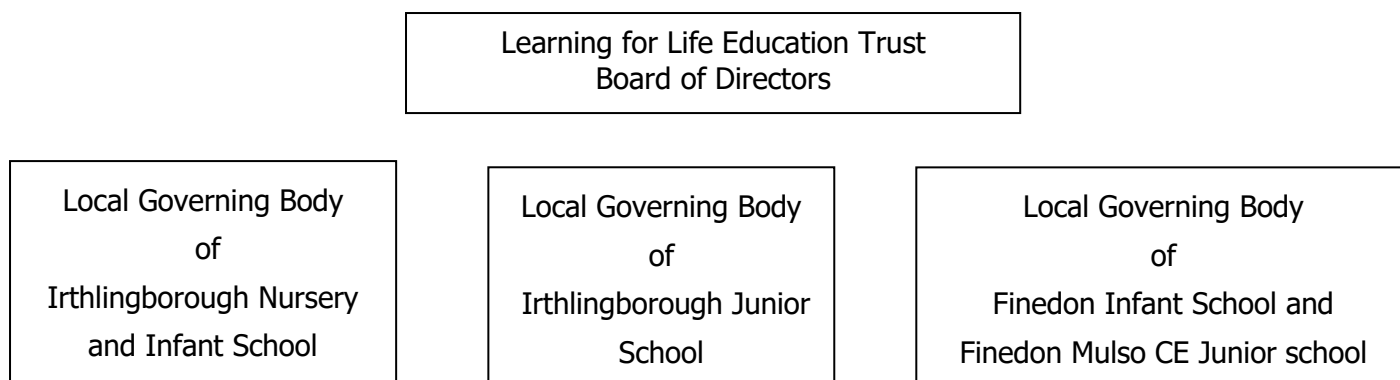 Learning for Life Education Trust
Board of Directors
Local Governing Body
of
Irthlingborough Nursery
and Infant School
Local Governing Body
of
Irthlingborough Junior
School
Local Governing Body
of
Finedon Infant School and
Finedon Mulso CE Junior school